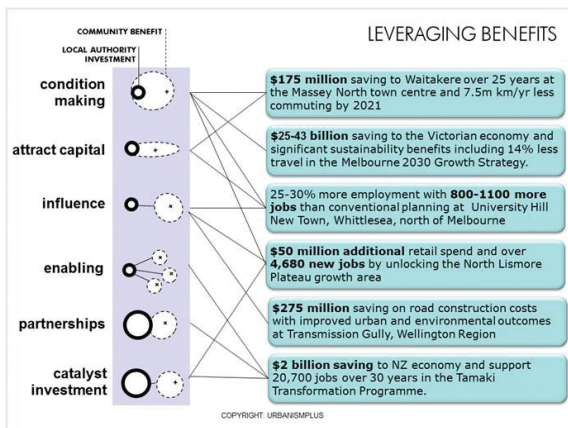 LEVERAGING BENEFITS
COMMUNITY BENEFIT
LOCAL AUTHORITY
INVESTMENT
condition
making
attract capital
influence
enabling
partnerships
catalyst
investment
$175 million saving to Waitakere over 25 years at
the Massey North town centre and 7.5m km/yr less
commuting by 2021
$25-43 billion saving to the Victorian economy and
significant sustainability benefits including 14% less
travel in the Melbourne 2030 Growth Strategy.
25-30% more employment with 800-1100 more
jobs than conventional planning at University Hill
New Town, Whittlesea, north of Melbourne
$50 million additional retail spend and over
4,680 new jobs by unlocking the North Lismore
Plateau growth area
$275 million saving on road construction costs
with improved urban and environmental outcomes
at Transmission Gully, Wellington Region
$2 billion saving to NZ economy and support
20,700 jobs over 30 years in the Tamaki
Transformation Programme.
COPYRIGHT: URBANISMPLUS